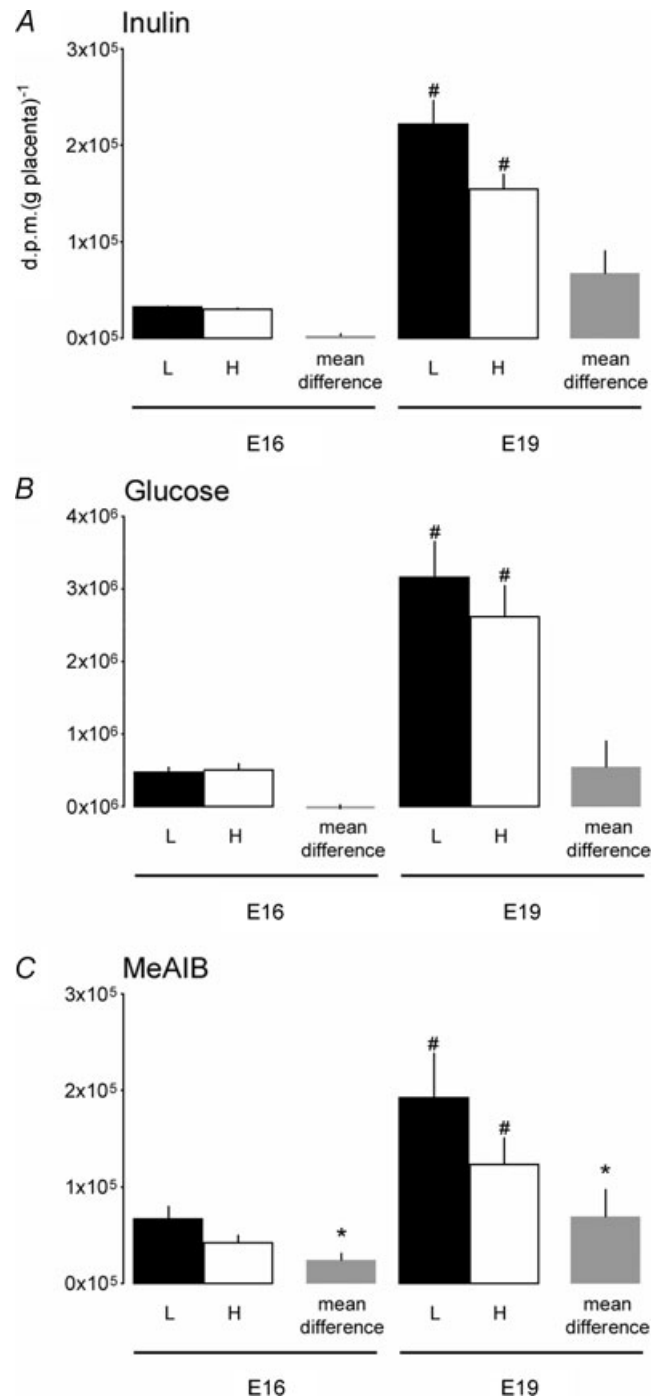 A Inulin
d.p.m.(g placenta)⁻¹
3x10⁵
2x10⁵
1x10⁵
0x10⁵
# #
L H mean difference L H mean difference
E16 E19
B Glucose
4x10⁶
3x10⁶
2x10⁶
1x10⁶
0x10⁶
# #
L H mean difference L H mean difference
E16 E19
C MeAIB
3x10⁵
2x10⁵
1x10⁵
0x10⁵
* # # *
L H mean difference L H mean difference
E16 E19